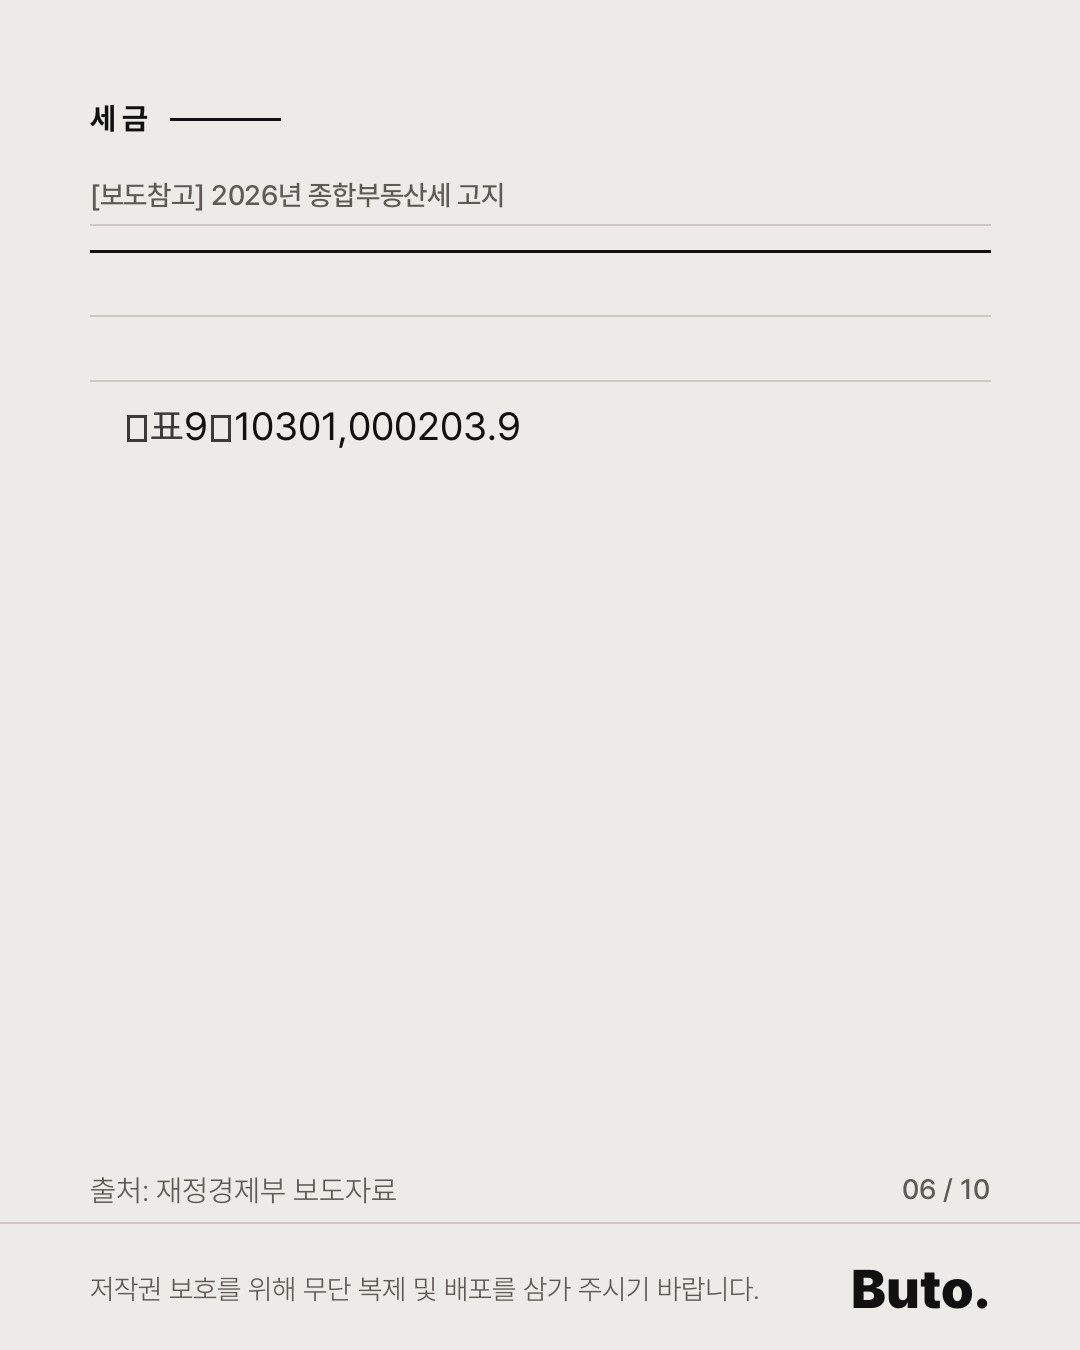 세금
[보도참고] 2026년 종합부동산세 고지
▯표9▯10301,000203.9
출처: 재정경제부 보도자료
06 / 10
저작권 보호를 위해 무단 복제 및 배포를 삼가 주시기 바랍니다.
Buto.